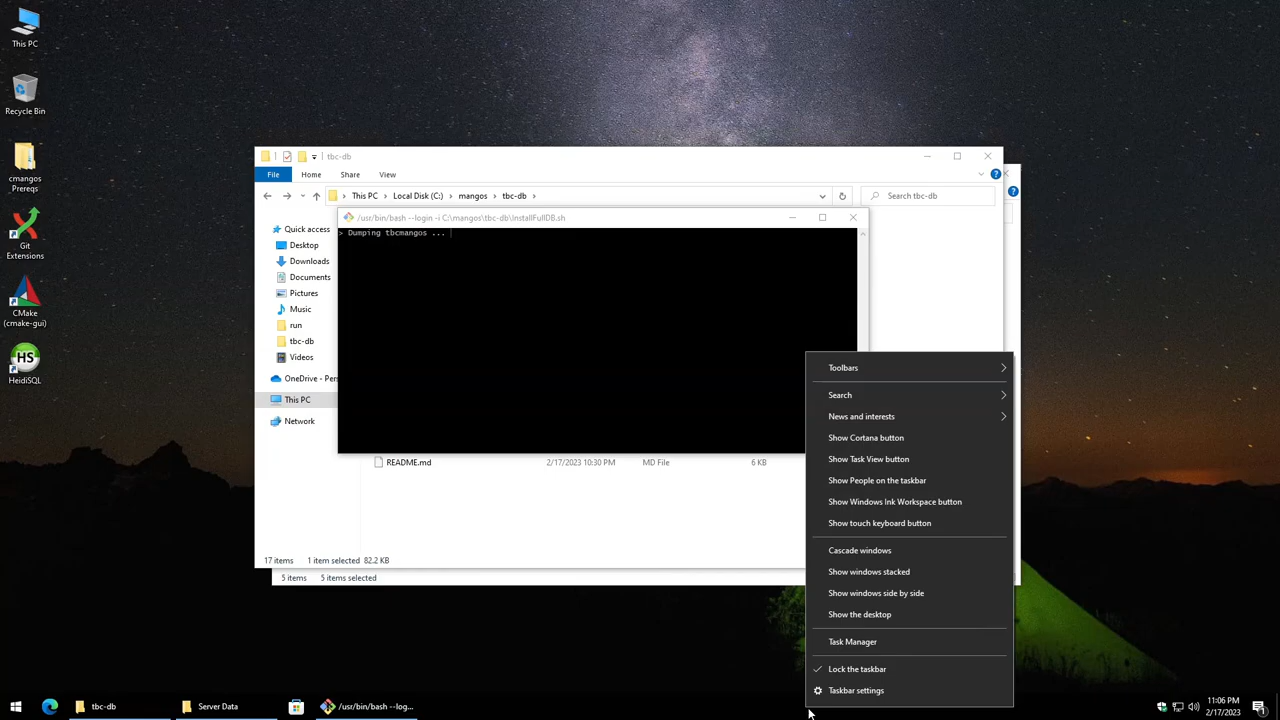 This PC
Recycle Bin
cmangos
Prereqs
Git
Extensions
CMake
(cmake-gui)
HS
HeidiSQL
tbc-db
File
Home
Share
View
This PC
Local Disk (C:)
mangos
tbc-db
Search tbc-db
Quick access
Desktop
Downloads
Documents
Pictures
Music
run
tbc-db
Videos
OneDrive - Pers
This PC
Network
/usr/bin/bash --login -i C:\mangos\tbc-db\InstallFullDB.sh
> Dumping tbcmangos ...
README.md 2/17/2023 10:30 PM MD File 6 KB
17 items 1 item selected 82.2 KB
5 items 5 items selected
Toolbars
Search
News and interests
Show Cortana button
Show Task View button
Show People on the taskbar
Show Windows Ink Workspace button
Show touch keyboard button
Cascade windows
Show windows stacked
Show windows side by side
Show the desktop
Task Manager
Lock the taskbar
Taskbar settings
tbc-db
Server Data
/usr/bin/bash --log...
11:06 PM
2/17/2023